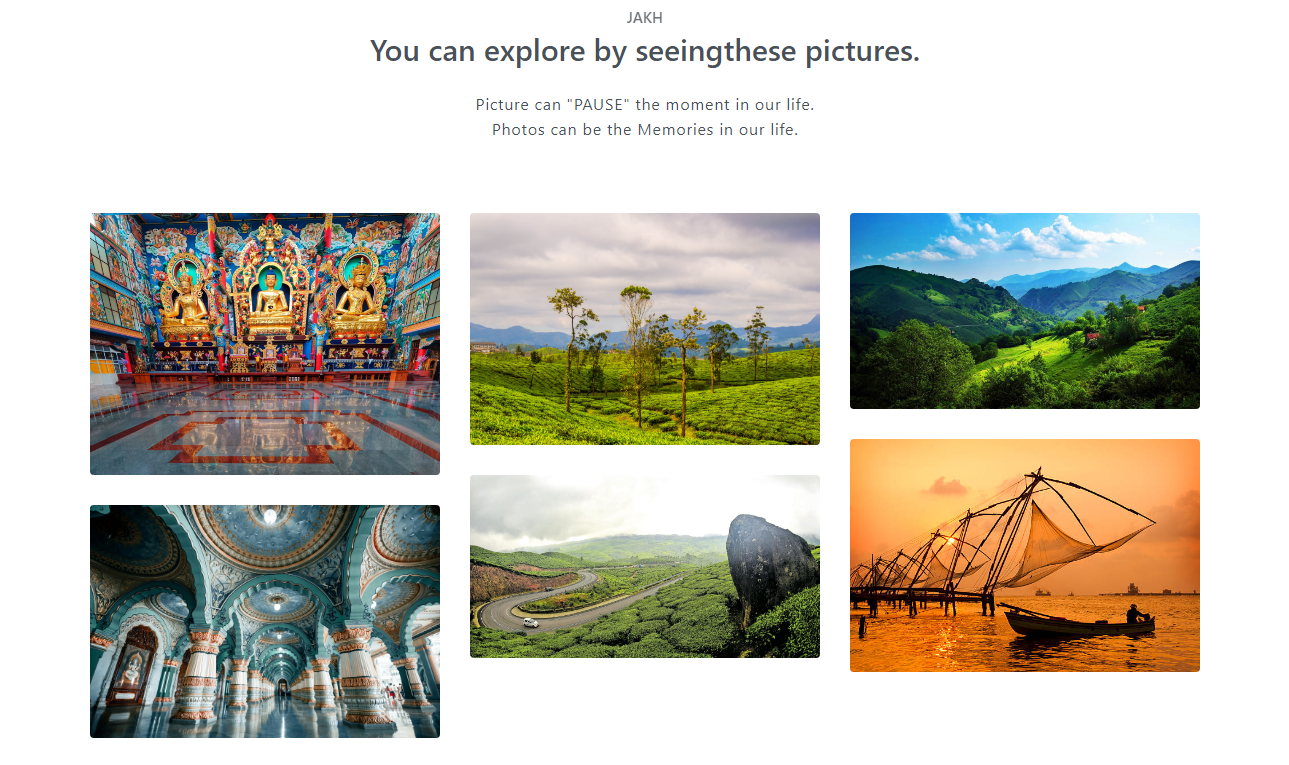 JAKH
You can explore by seeingthese pictures.
Picture can "PAUSE" the moment in our life.
Photos can be the Memories in our life.